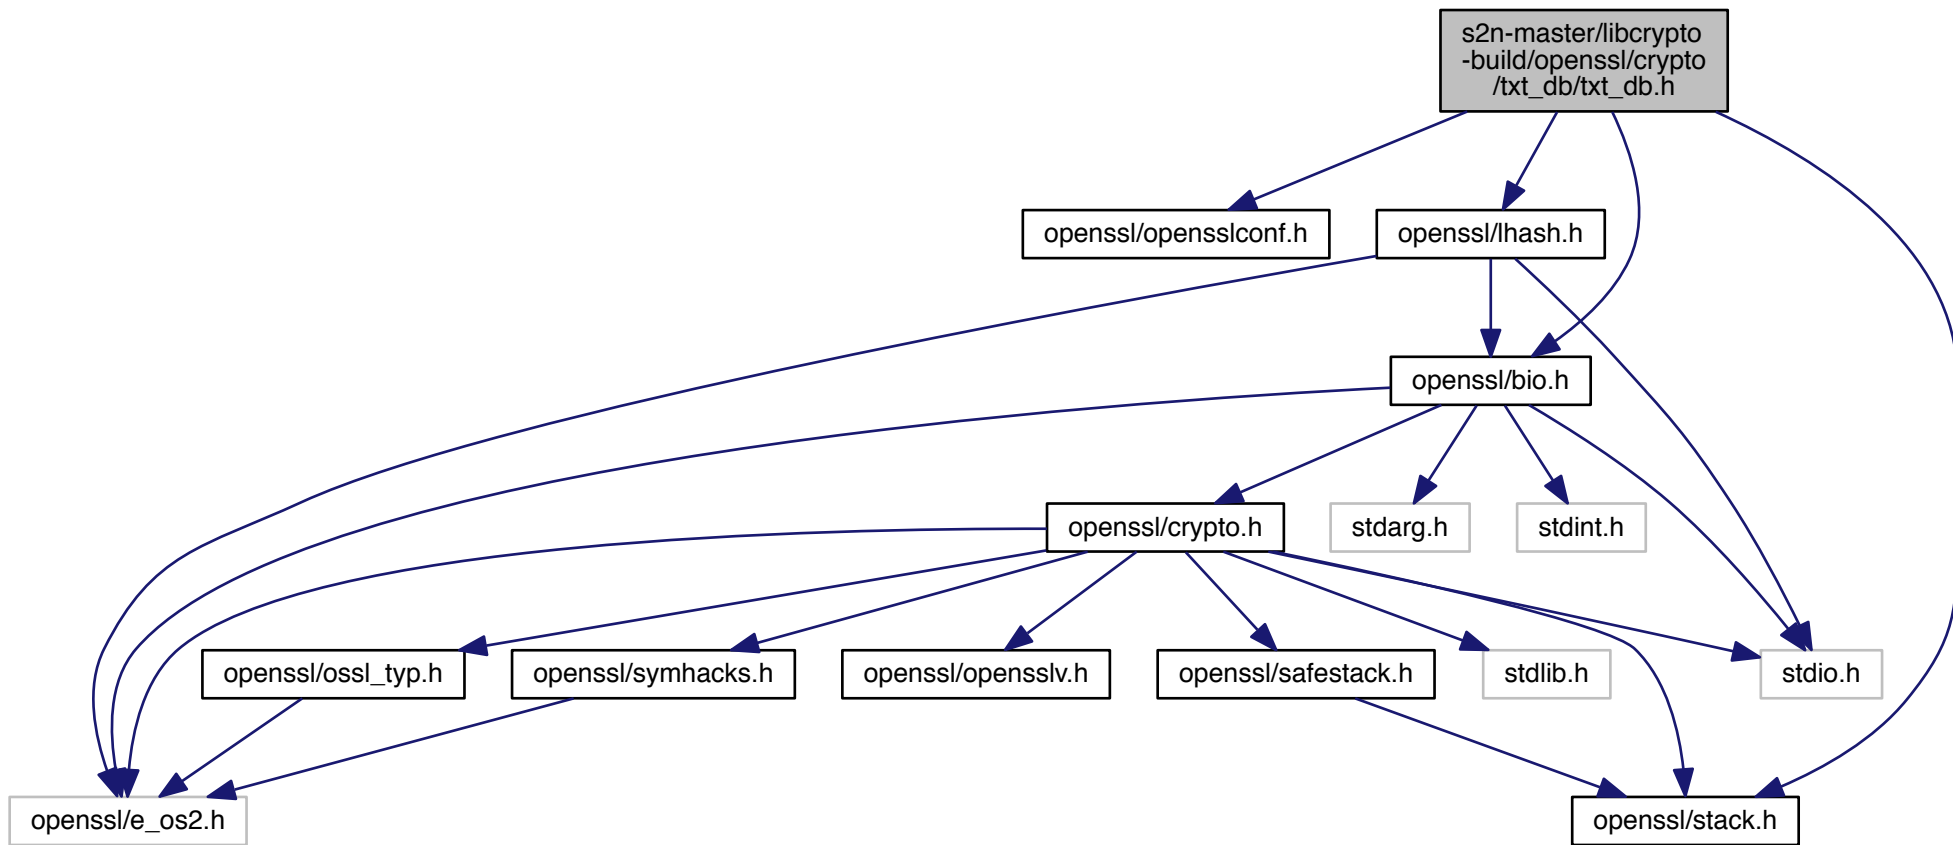 s2n-master/libcrypto
-build/openssl/crypto
/txt_db/txt_db.h
openssl/opensslconf.h
openssl/lhash.h
openssl/bio.h
openssl/crypto.h
stdarg.h
stdint.h
openssl/ossl_typ.h
openssl/symhacks.h
openssl/opensslv.h
openssl/safestack.h
stdlib.h
stdio.h
openssl/e_os2.h
openssl/stack.h